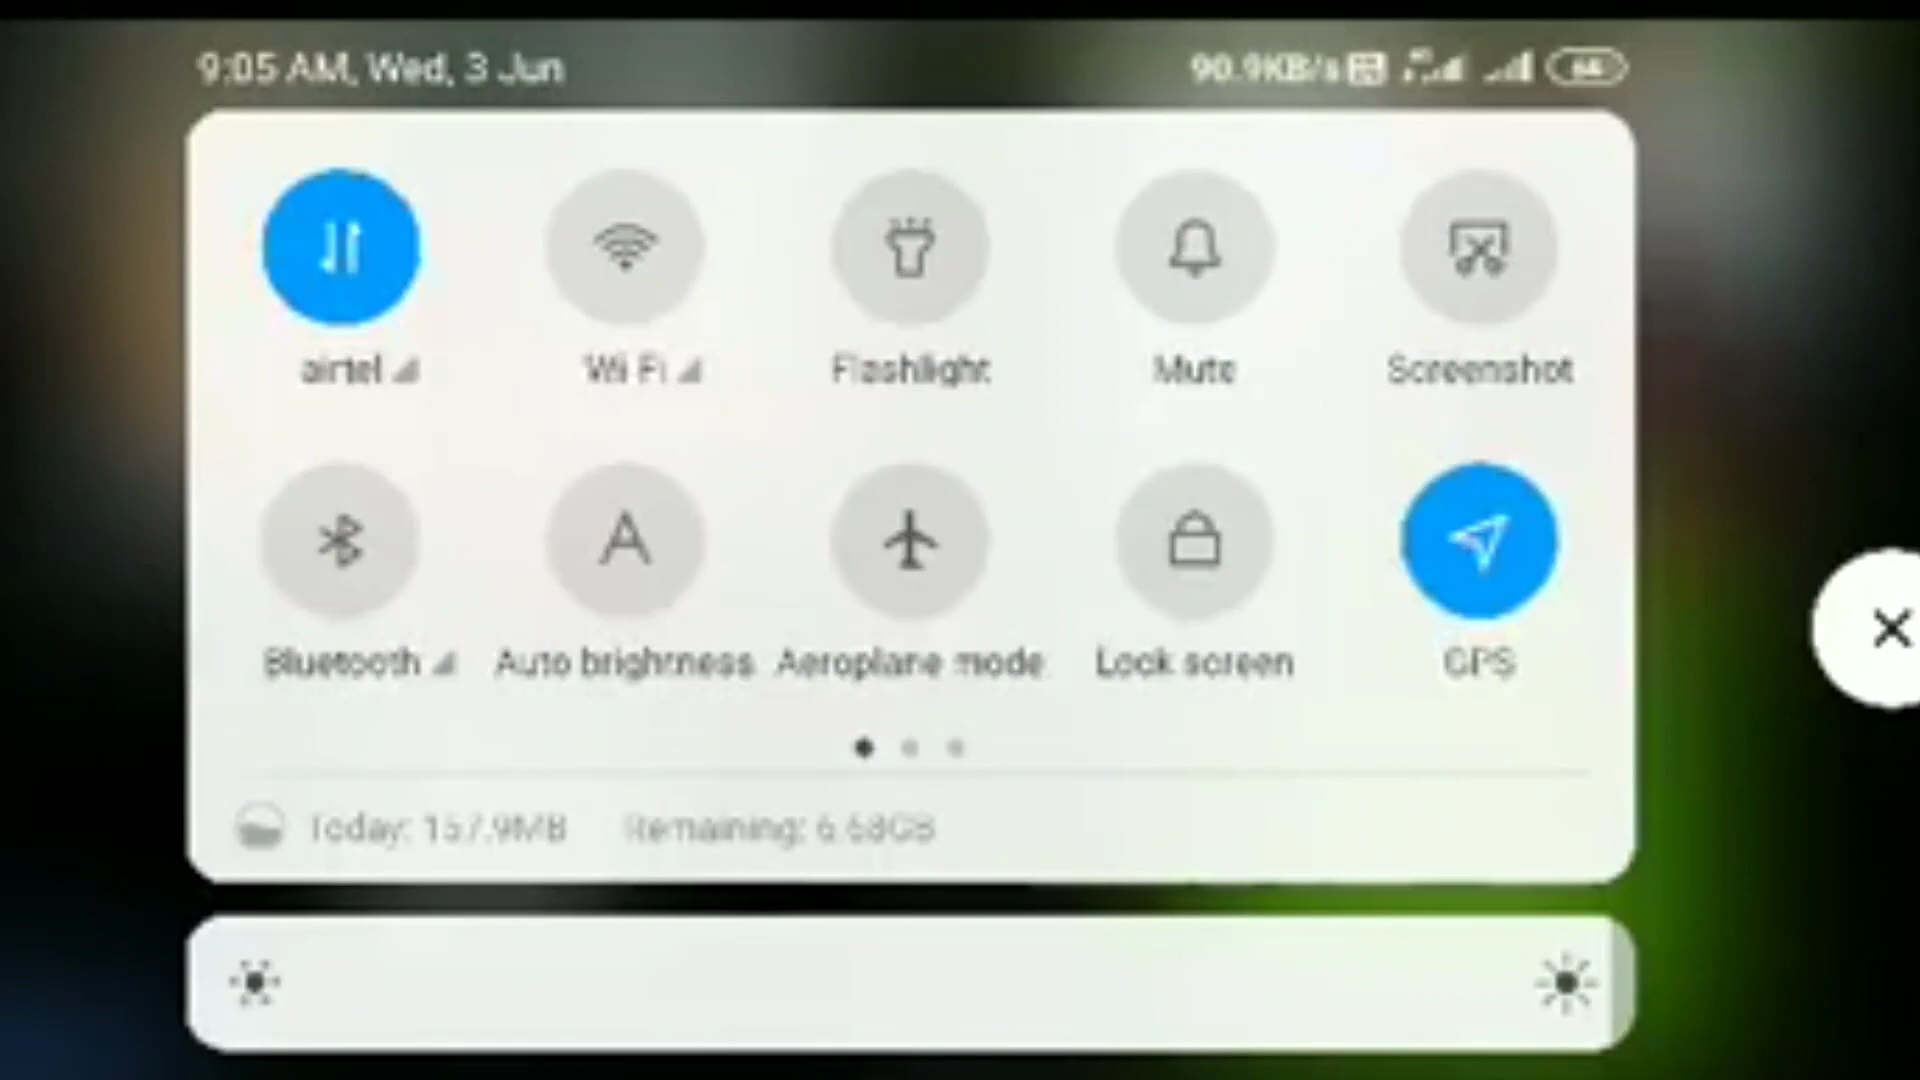 9:05 AM, Wed, 3 Jun
90.9KB/s 64
airtel Wi Fi Flashlight Mute Screenshot
Bluetooth Auto brightness Aeroplane mode Lock screen GPS
Today: 157.9MB Remaining: 6.68GB